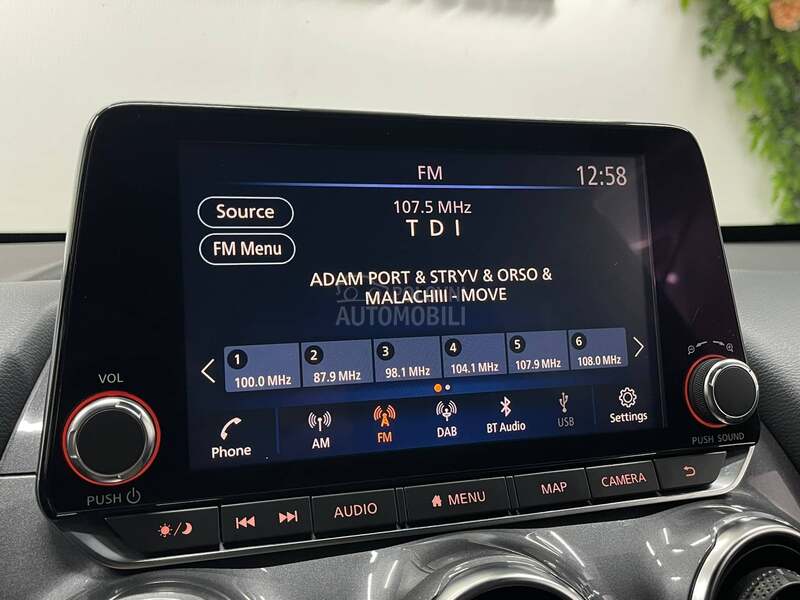 FM
12:58
Source
107.5 MHz
T D I
FM Menu
ADAM PORT & STRYV & ORSO &
MALACHIII - MOVE
AUTOMOBILI
1 2 3 4 5 6
100.0 MHz 87.9 MHz 98.1 MHz 104.1 MHz 107.9 MHz 108.0 MHz
Phone AM FM DAB BT Audio USB Settings
VOL
PUSH
PUSH SOUND
AUDIO MENU MAP CAMERA